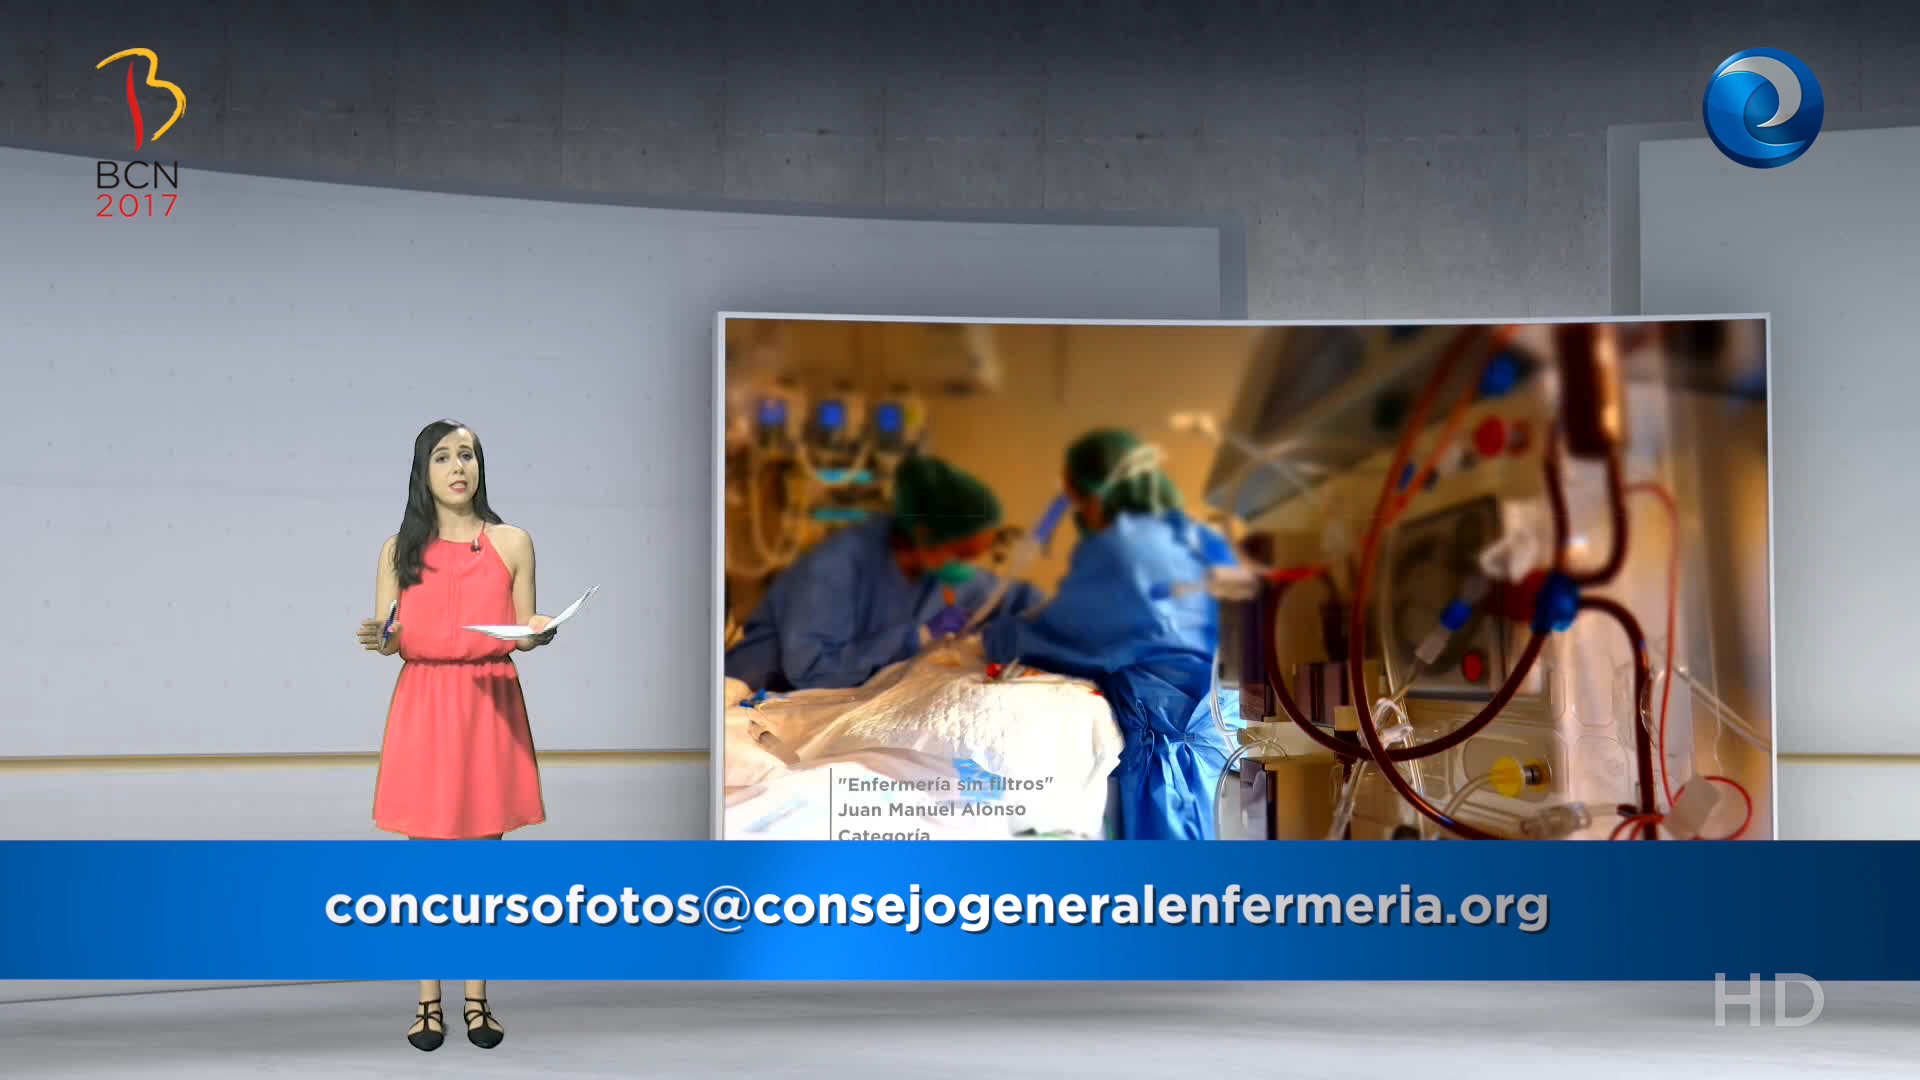 BCN
2017
"Enfermería sin filtros"
Juan Manuel Alonso
Categoría
concursofotos@consejogeneralenfermeria.org
HD